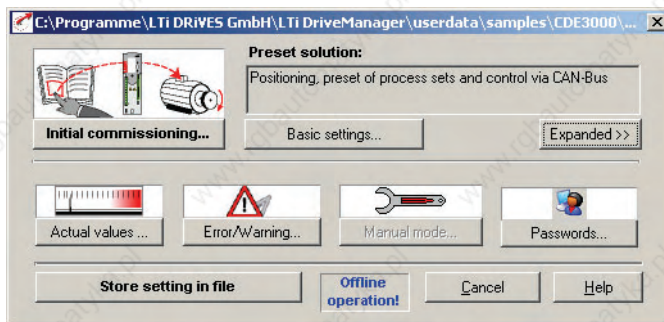 C:\Programme\LTi DRiVES GmbH\LTi DriveManager\userdata\samples\CDE3000\...
Preset solution:
Positioning, preset of process sets and control via CAN-Bus
Initial commissioning...
Basic settings...
Expanded >>
Actual values ...
Error/Warning...
Manual mode...
Passwords...
Store setting in file
Offline
operation!
Cancel
Help